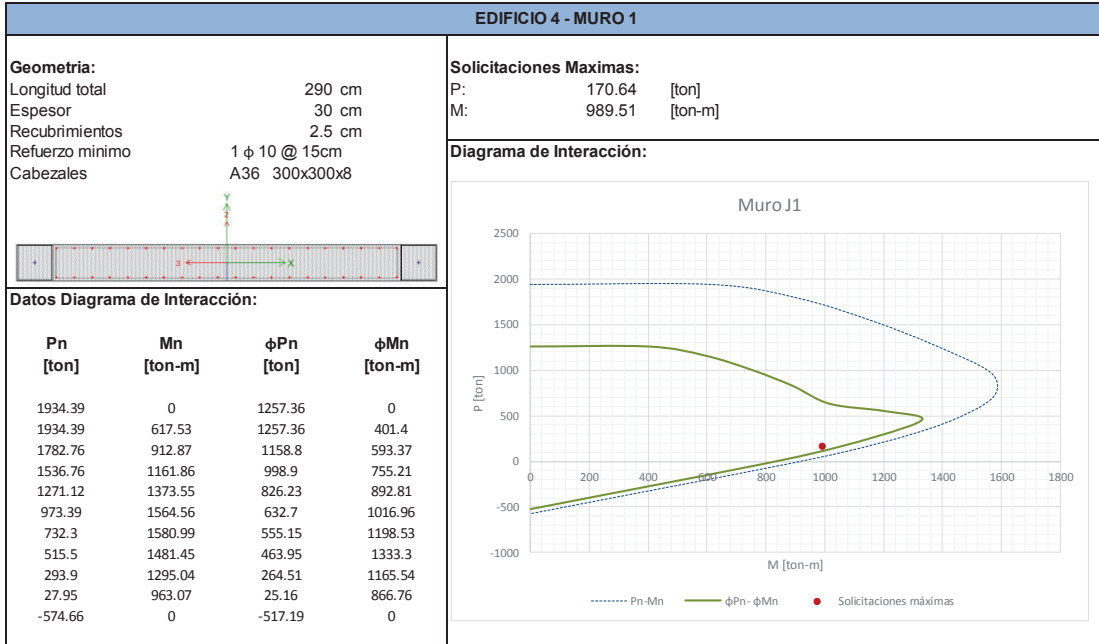 EDIFICIO 4 - MURO 1
Geometria:
Longitud total 290 cm
Espesor 30 cm
Recubrimientos 2.5 cm
Refuerzo minimo 1 ϕ 10 @ 15cm
Cabezales A36 300x300x8
Y
2
3
X
Solicitaciones Maximas:
P: 170.64 [ton]
M: 989.51 [ton-m]
Datos Diagrama de Interacción:
Pn Mn ϕPn ϕMn
[ton] [ton-m] [ton] [ton-m]
1934.39 0 1257.36 0
1934.39 617.53 1257.36 401.4
1782.76 912.87 1158.8 593.37
1536.76 1161.86 998.9 755.21
1271.12 1373.55 826.23 892.81
973.39 1564.56 632.7 1016.96
732.3 1580.99 555.15 1198.53
515.5 1481.45 463.95 1333.3
293.9 1295.04 264.51 1165.54
27.95 963.07 25.16 866.76
-574.66 0 -517.19 0
Diagrama de Interacción:
Muro J1
2500
2000
1500
1000
500
0
-500
-1000
P [ton]
0 200 400 600 800 1000 1200 1400 1600 1800
M [ton-m]
Pn-Mn ϕPn- ϕMn Solicitaciones máximas